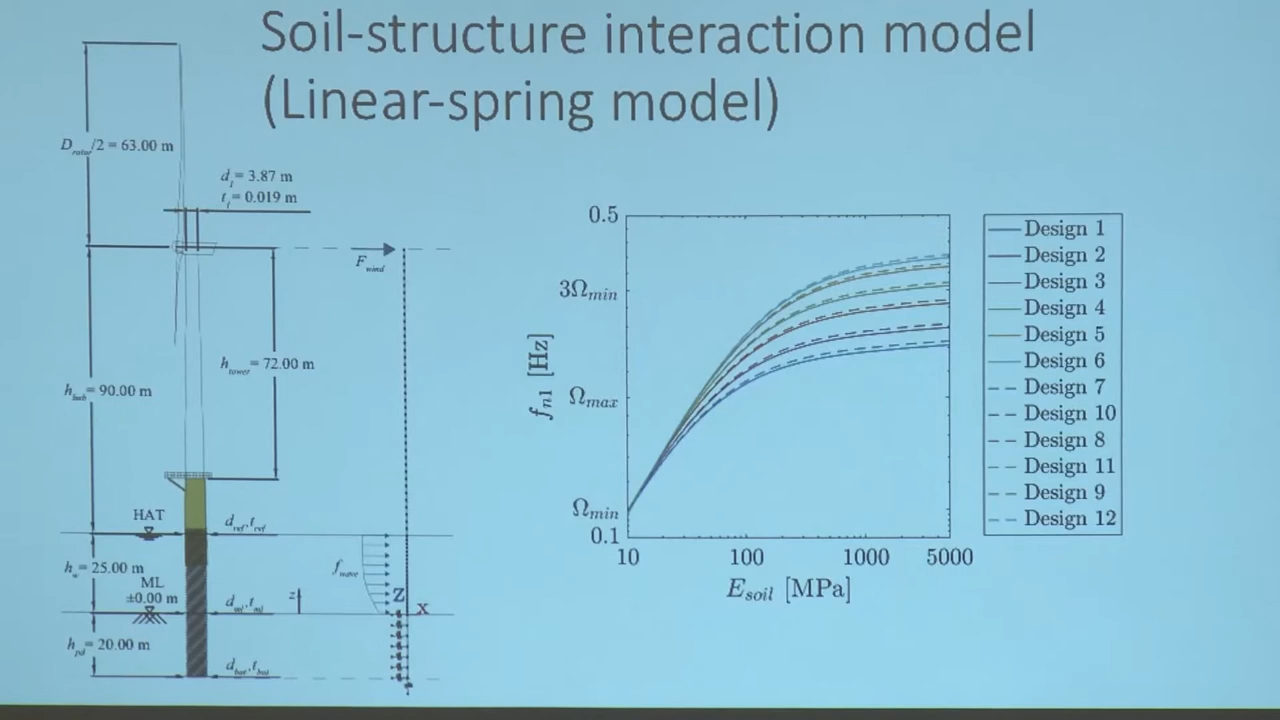 Soil-structure interaction model
(Linear-spring model)
D_rotor/2 = 63.00 m
d_t = 3.87 m
t_t = 0.019 m
F_wind
h_tower = 72.00 m
h_hub = 90.00 m
HAT
d_ref, t_ref
h_w = 25.00 m
ML
±0.00 m
f_wave
z
d_ml, t_ml
Z
X
h_pd = 20.00 m
d_bot, t_bot
0.5
3Ω_min
f_n1 [Hz]
Ω_max
Ω_min
0.1
10
100
1000
5000
E_soil [MPa]
Design 1
Design 2
Design 3
Design 4
Design 5
Design 6
Design 7
Design 10
Design 8
Design 11
Design 9
Design 12